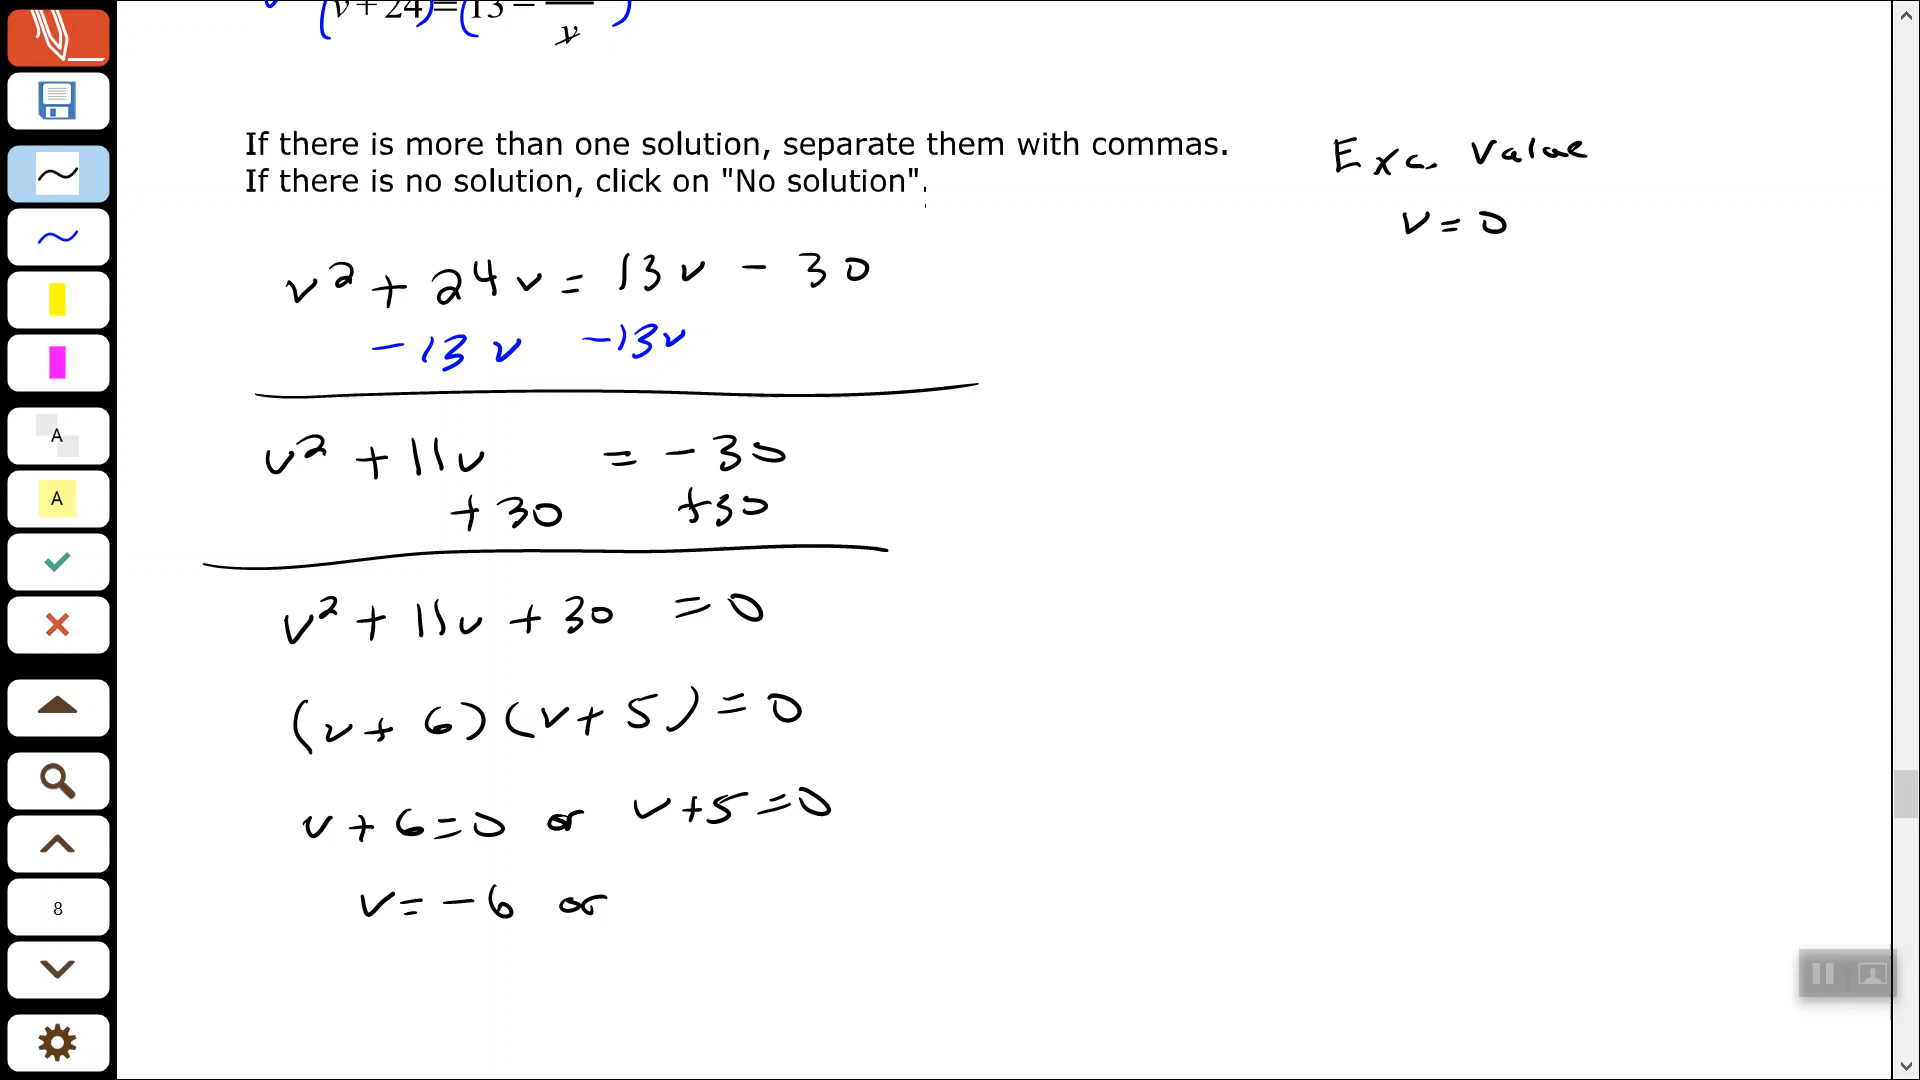 (v + 24) = (13 -
v
If there is more than one solution, separate them with commas.
If there is no solution, click on "No solution".
Exc. Value
v = 0
v² + 24v = 13v - 30
-13v -13v
v² + 11v = -30
+30 +30
v² + 11v + 30 = 0
(v + 6)(v + 5) = 0
v + 6 = 0 or v + 5 = 0
v = -6 or
A
A
8